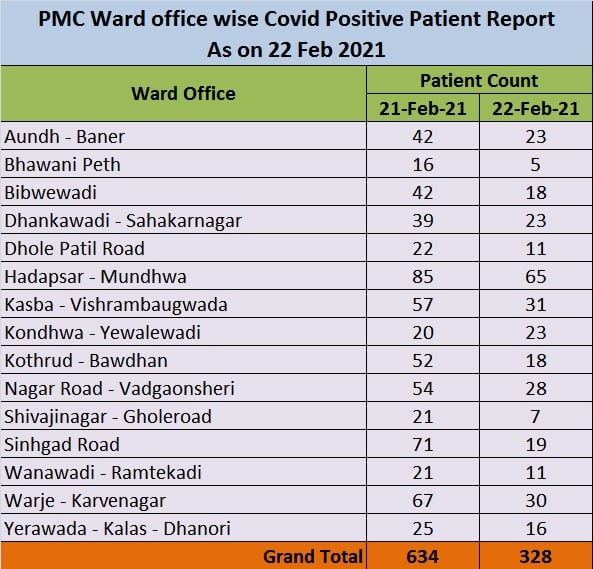 PMC Ward office wise Covid Positive Patient Report
As on 22 Feb 2021
Ward Office Patient Count
21-Feb-21 22-Feb-21
Aundh - Baner 42 23
Bhawani Peth 16 5
Bibwewadi 42 18
Dhankawadi - Sahakarnagar 39 23
Dhole Patil Road 22 11
Hadapsar - Mundhwa 85 65
Kasba - Vishrambaugwada 57 31
Kondhwa - Yewalewadi 20 23
Kothrud - Bawdhan 52 18
Nagar Road - Vadgaonsheri 54 28
Shivajinagar - Gholeroad 21 7
Sinhgad Road 71 19
Wanawadi - Ramtekadi 21 11
Warje - Karvenagar 67 30
Yerawada - Kalas - Dhanori 25 16
Grand Total 634 328